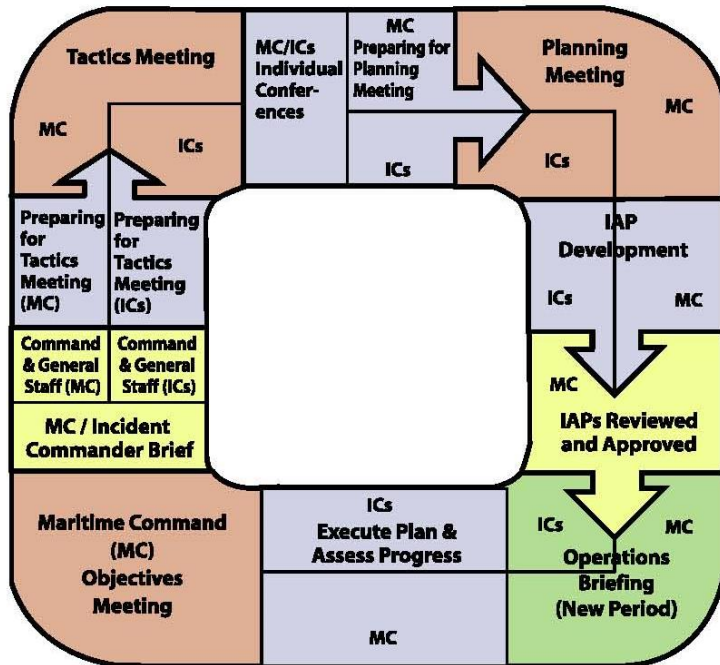 Tactics Meeting
MC
ICs
MC/ICs
Individual
Confer-
ences
MC
Preparing for
Planning
Meeting
ICs
Planning
Meeting
MC
ICs
Preparing
for
Tactics
Meeting
(MC)
Preparing
for
Tactics
Meeting
(ICs)
IAP
Development
ICs
MC
Command
& General
Staff (MC)
Command
& General
Staff (ICs)
MC / Incident
Commander Brief
MC
IAPs Reviewed
and Approved
Maritime Command
(MC)
Objectives
Meeting
ICs
Execute Plan &
Assess Progress
MC
ICs
MC
Operations
Briefing
(New Period)